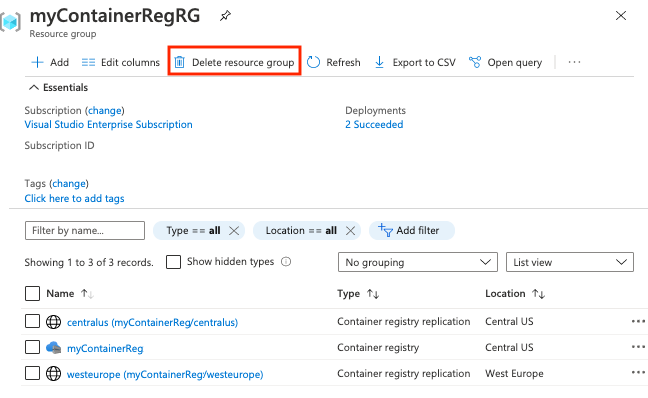 myContainerRegRG
Resource group
Add Edit columns Delete resource group Refresh Export to CSV Open query ...
Essentials
Subscription (change) Deployments
Visual Studio Enterprise Subscription 2 Succeeded
Subscription ID
Tags (change)
Click here to add tags
Filter by name... Type == all Location == all Add filter
Showing 1 to 3 of 3 records. Show hidden types No grouping List view
Name Type Location
centralus (myContainerReg/centralus) Container registry replication Central US ...
myContainerReg Container registry Central US ...
westeurope (myContainerReg/westeurope) Container registry replication West Europe ...